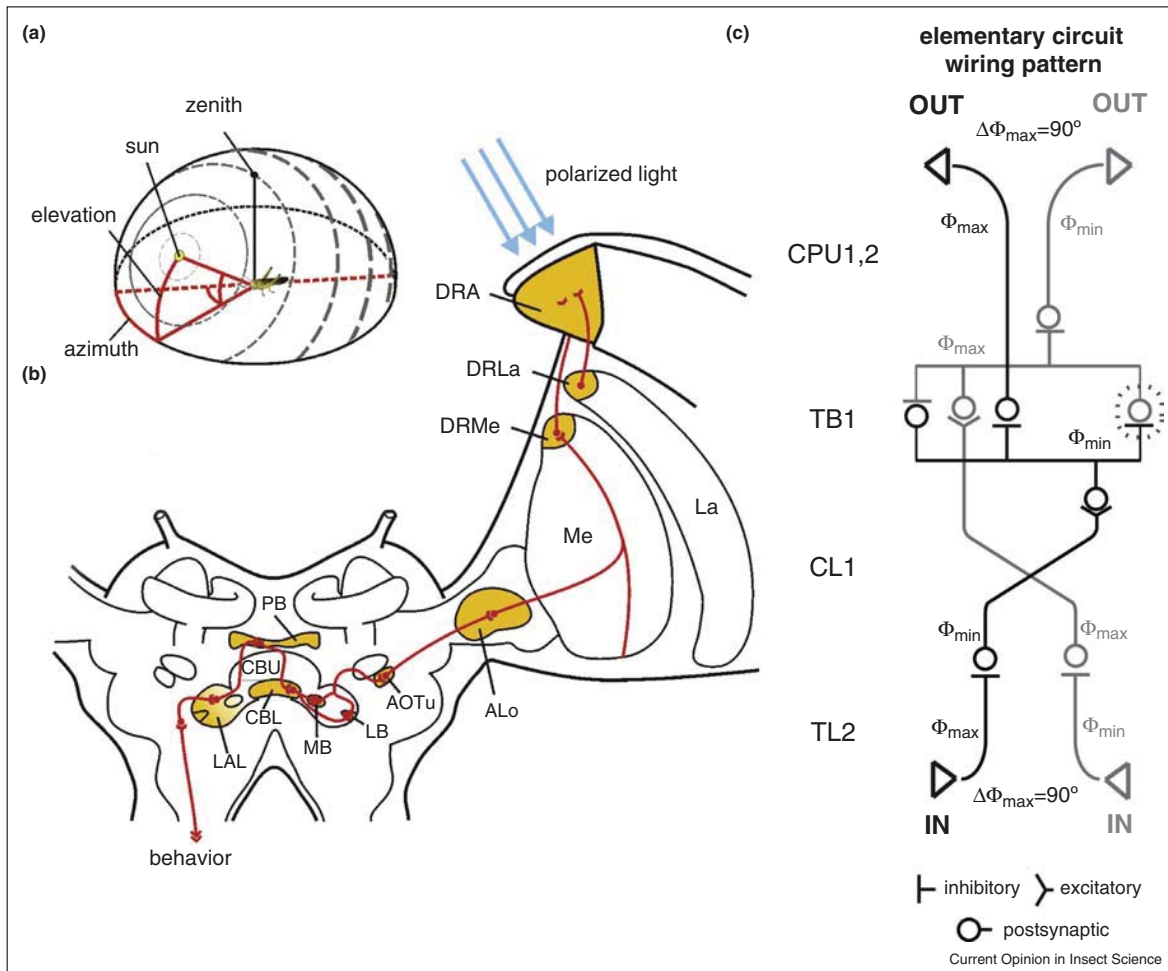 (a)
zenith
sun
elevation
azimuth
polarized light
(b)
DRA
DRLa
DRMe
La
Me
PB
CBU
CBL
LAL
MB
LB
AOTu
ALo
behavior
(c)
elementary circuit
wiring pattern
OUT
OUT
ΔΦmax=90º
Φmax
Φmin
CPU1,2
Φmax
TB1
Φmin
CL1
Φmin
Φmax
TL2
Φmax
Φmin
ΔΦmax=90º
IN
IN
inhibitory
excitatory
postsynaptic
Current Opinion in Insect Science